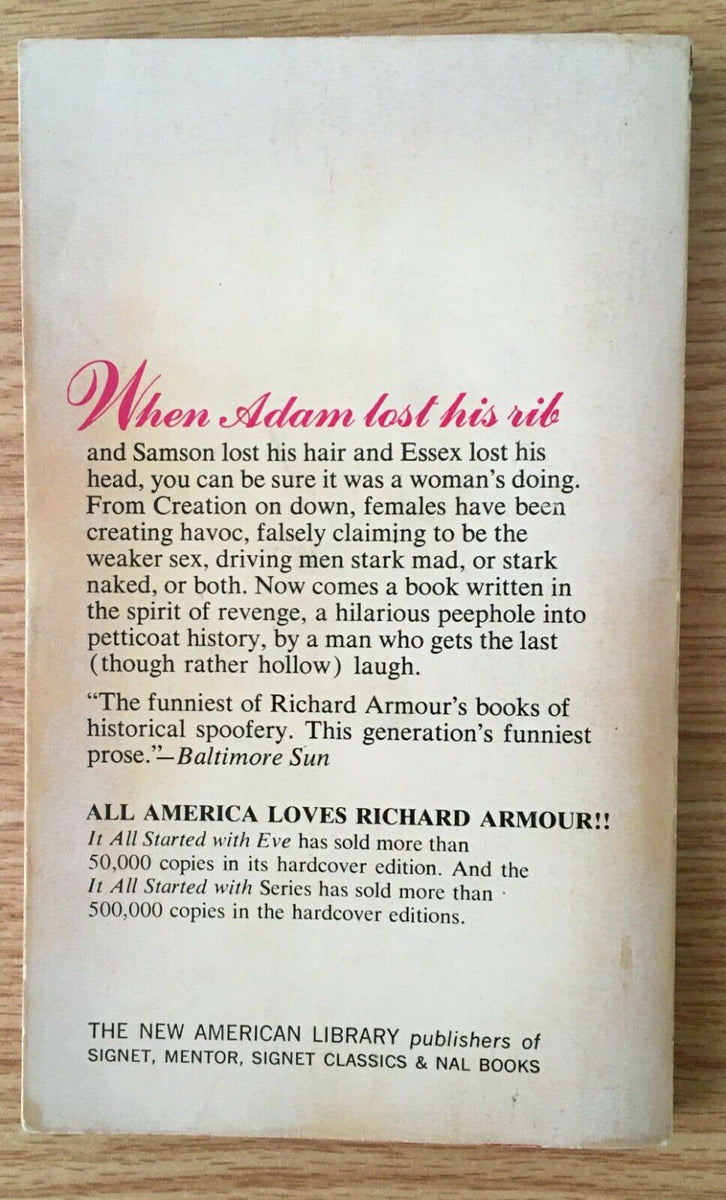 When Adam lost his rib
and Samson lost his hair and Essex lost his
head, you can be sure it was a woman's doing.
From Creation on down, females have been
creating havoc, falsely claiming to be the
weaker sex, driving men stark mad, or stark
naked, or both. Now comes a book written in
the spirit of revenge, a hilarious peephole into
petticoat history, by a man who gets the last
(though rather hollow) laugh.
“The funniest of Richard Armour's books of
historical spoofery. This generation's funniest
prose.”—Baltimore Sun
ALL AMERICA LOVES RICHARD ARMOUR!!
It All Started with Eve has sold more than
50,000 copies in its hardcover edition. And the
It All Started with Series has sold more than
500,000 copies in the hardcover editions.
THE NEW AMERICAN LIBRARY publishers of
SIGNET, MENTOR, SIGNET CLASSICS & NAL BOOKS